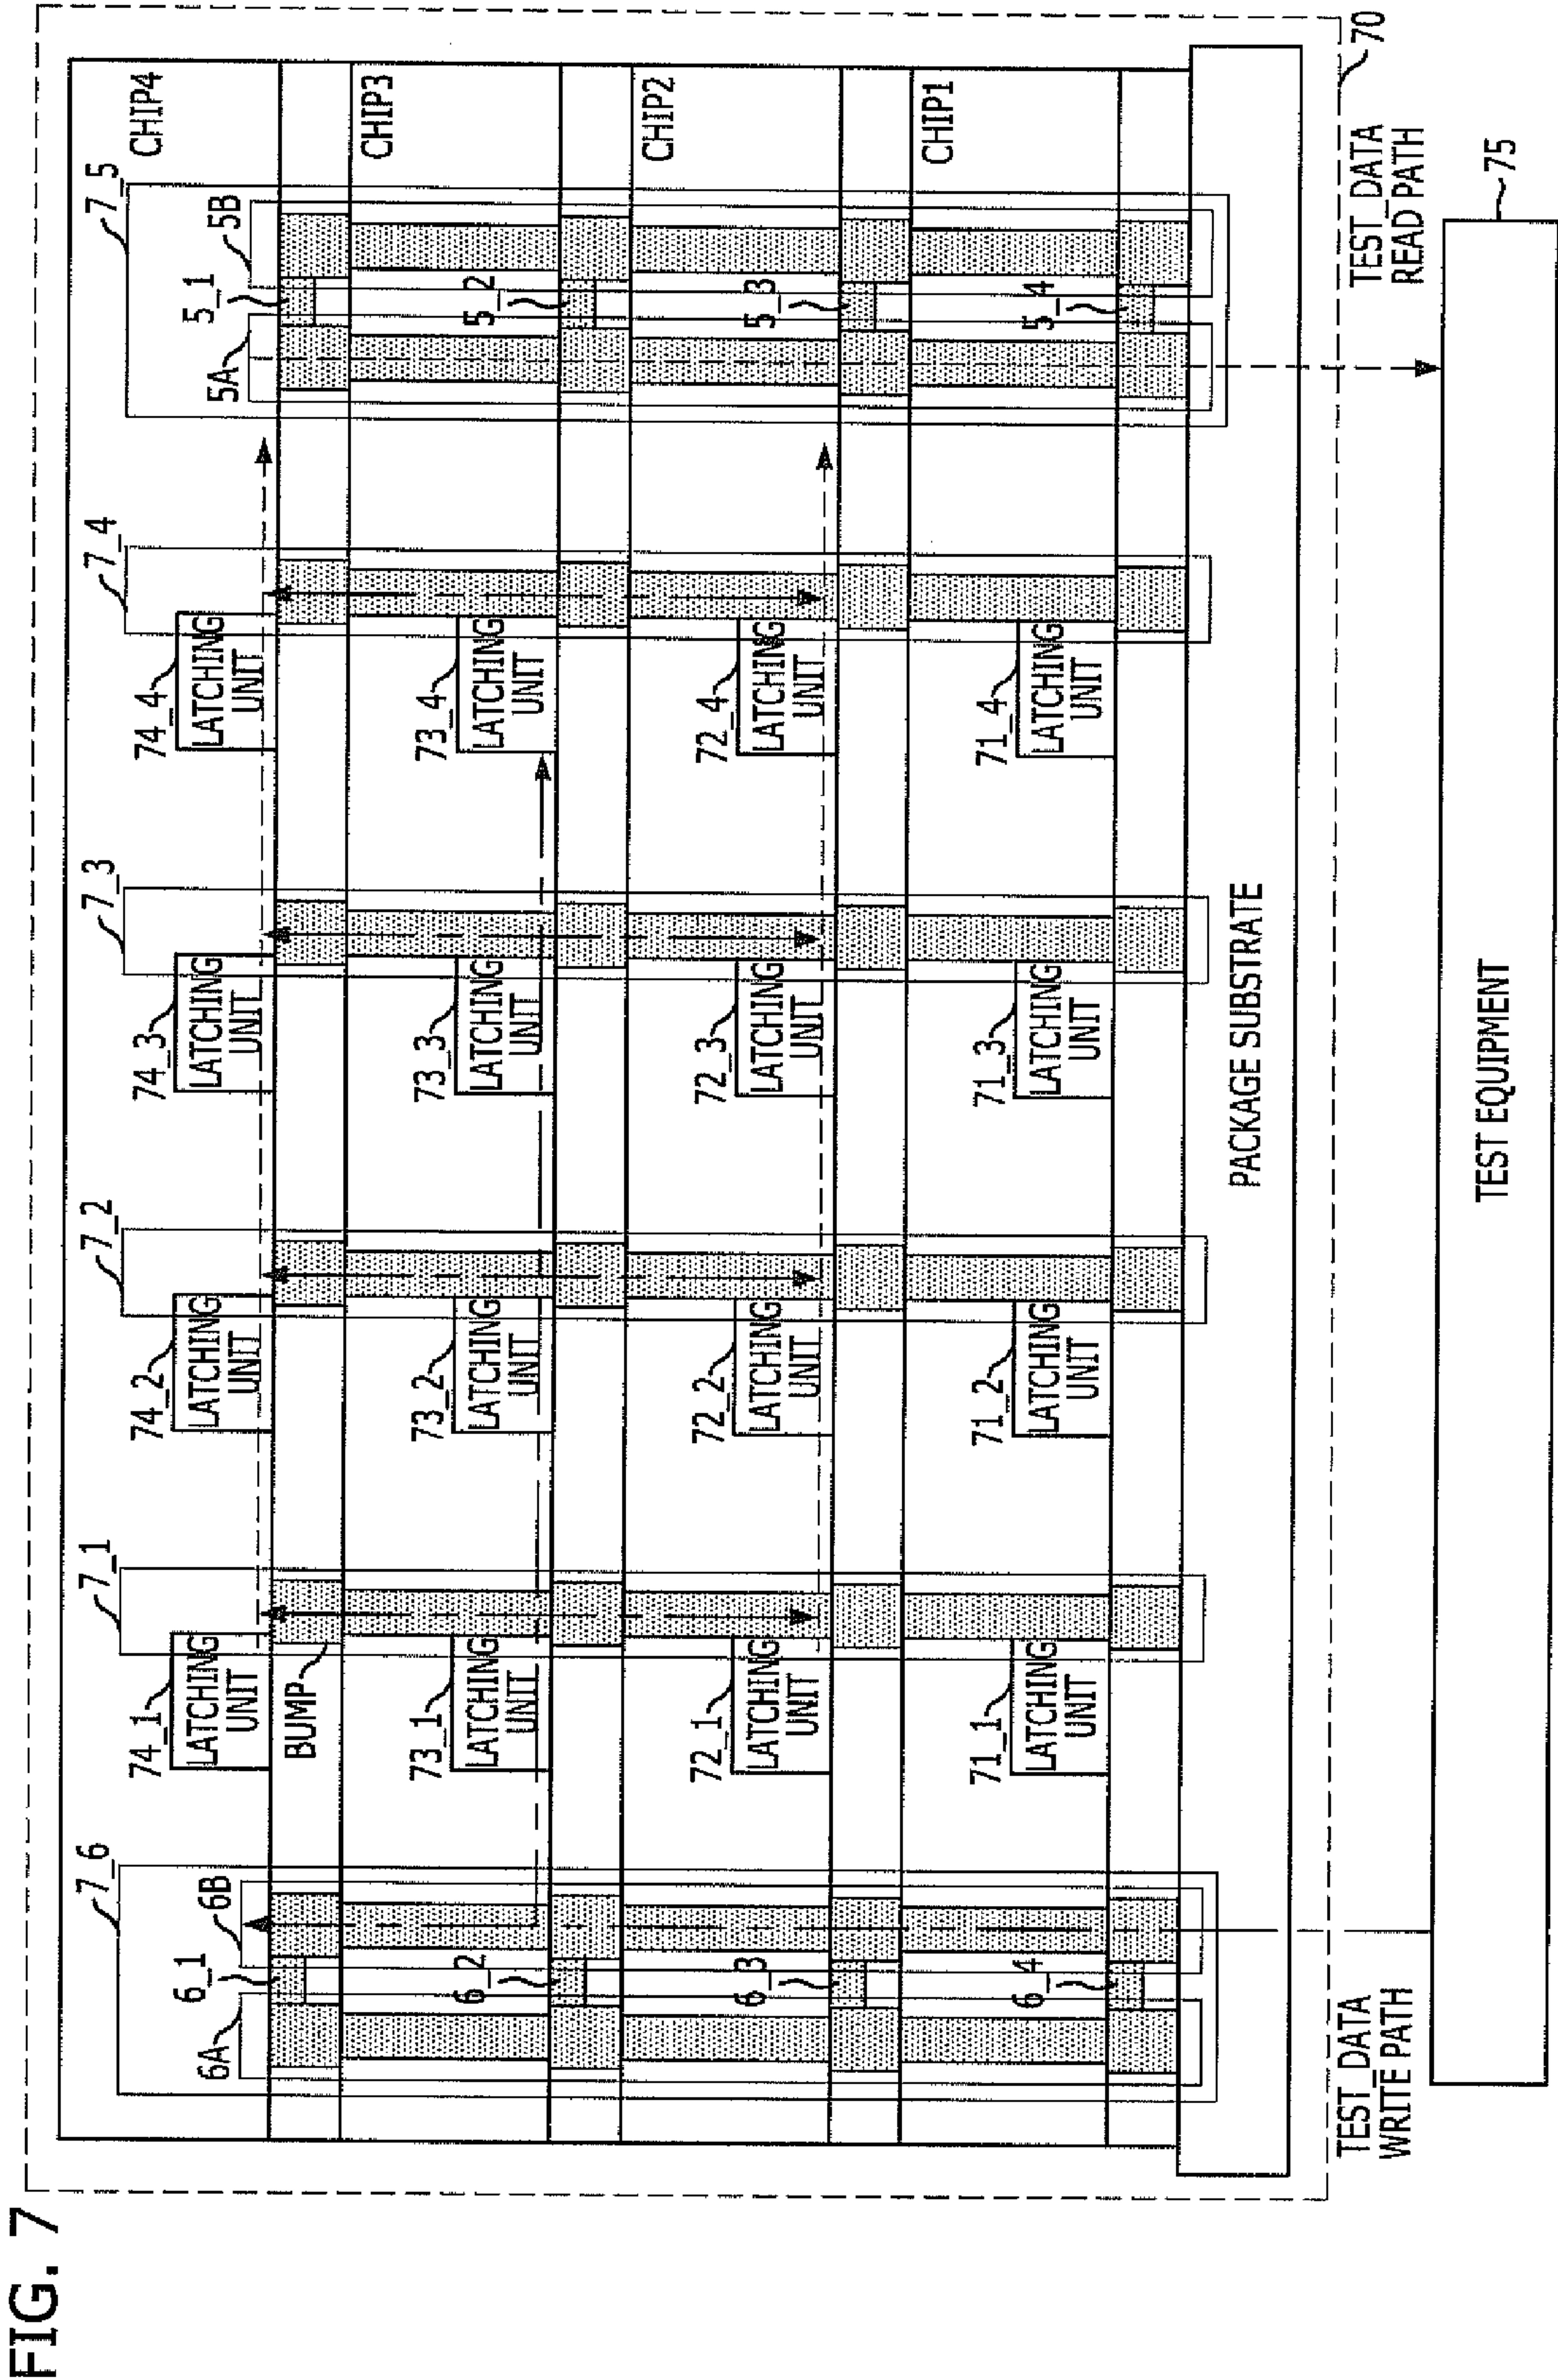 FIG. 7
7_6
7_1
7_2
7_3
7_4
7_5
CHIP4
6A
6_1
6B
74_1
LATCHING
UNIT
BUMP
74_2
LATCHING
UNIT
74_3
LATCHING
UNIT
74_4
LATCHING
UNIT
5A
5_1
5B
CHIP3
6_2
73_1
LATCHING
UNIT
73_2
LATCHING
UNIT
73_3
LATCHING
UNIT
73_4
LATCHING
UNIT
5_2
CHIP2
6_3
72_1
LATCHING
UNIT
72_2
LATCHING
UNIT
72_3
LATCHING
UNIT
72_4
LATCHING
UNIT
5_3
CHIP1
6_4
71_1
LATCHING
UNIT
71_2
LATCHING
UNIT
71_3
LATCHING
UNIT
71_4
LATCHING
UNIT
5_4
PACKAGE SUBSTRATE
70
TEST_DATA
WRITE PATH
TEST_DATA
READ PATH
TEST EQUIPMENT
75